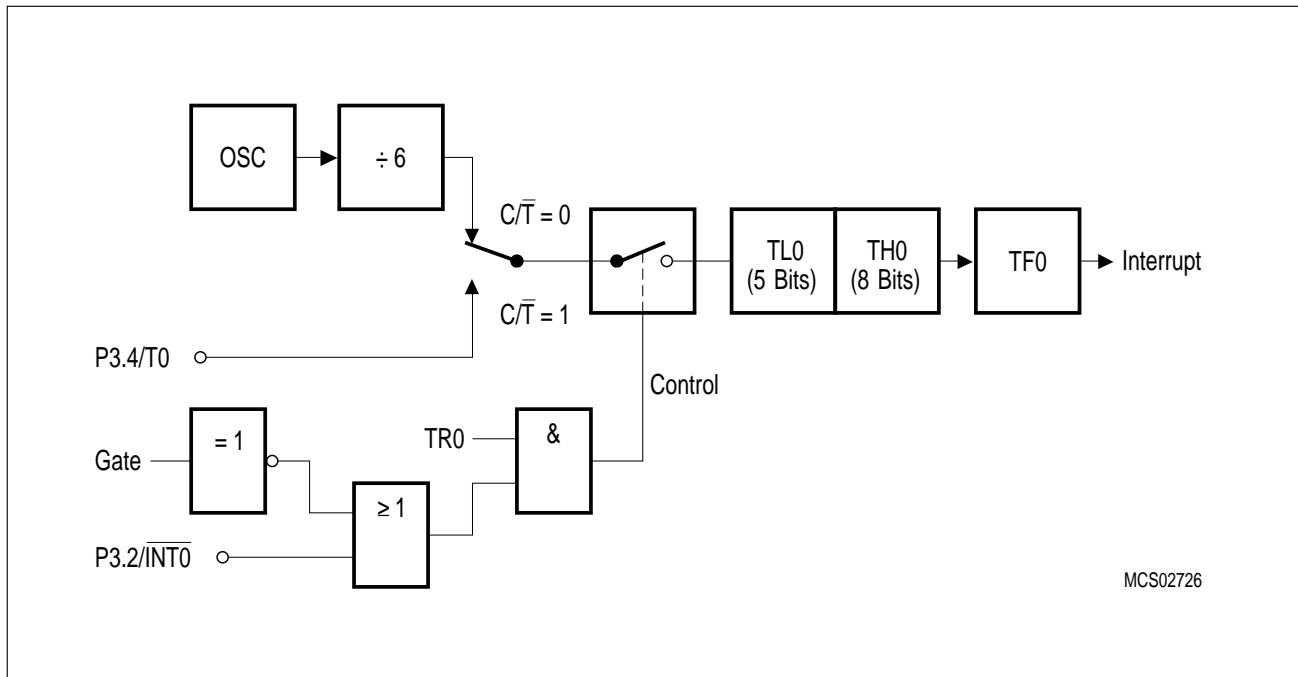 OSC
÷ 6
C/T̅ = 0
C/T̅ = 1
TL0
(5 Bits)
TH0
(8 Bits)
TF0
Interrupt
P3.4/T0
Control
TR0
&
= 1
Gate
≥ 1
P3.2/I̅N̅T̅0̅
MCS02726